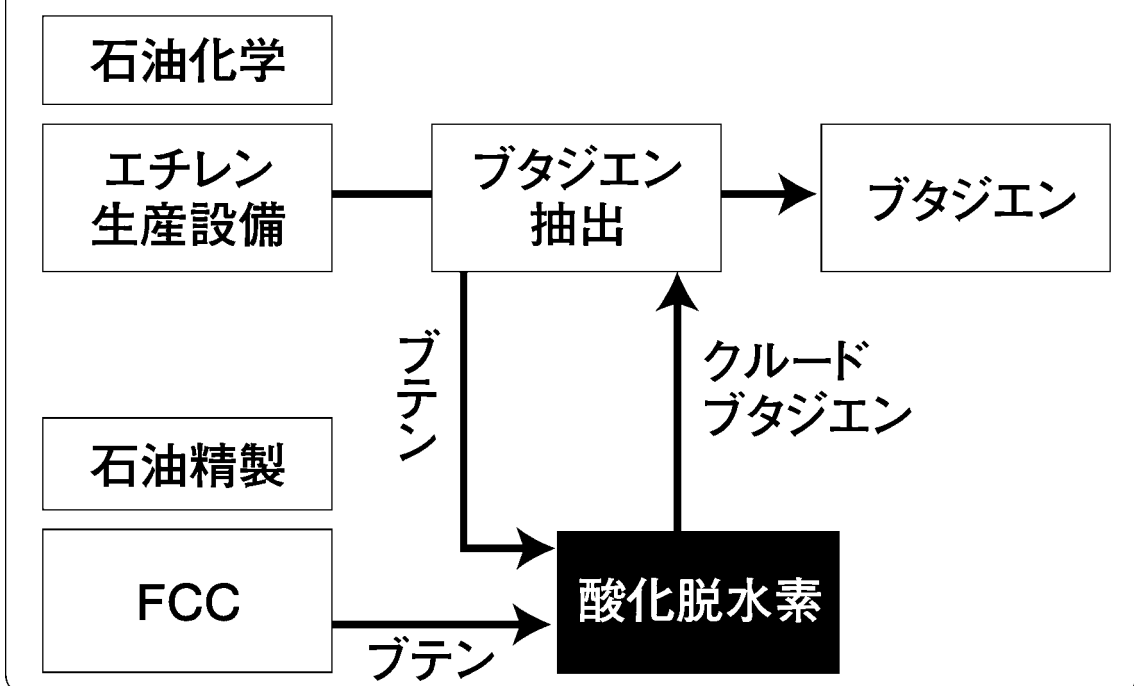 石油化学
エチレン
生産設備
ブタジエン
抽出
ブタジエン
ブテン
クルード
ブタジエン
石油精製
FCC
ブテン
酸化脱水素